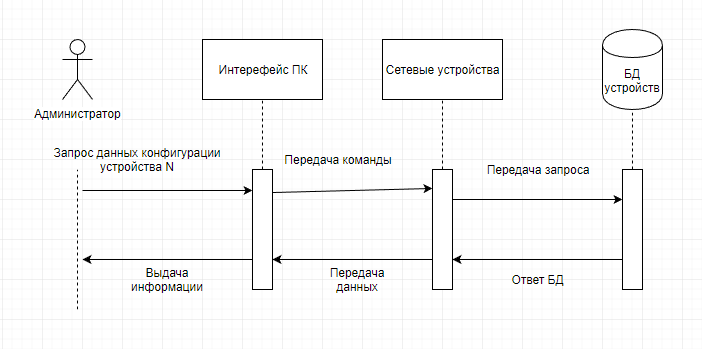 Администратор
Интерефейс ПК
Сетевые устройства
БД
устройств
Запрос данных конфигурации
устройства N
Передача команды
Передача запроса
Выдача
информации
Передача
данных
Ответ БД